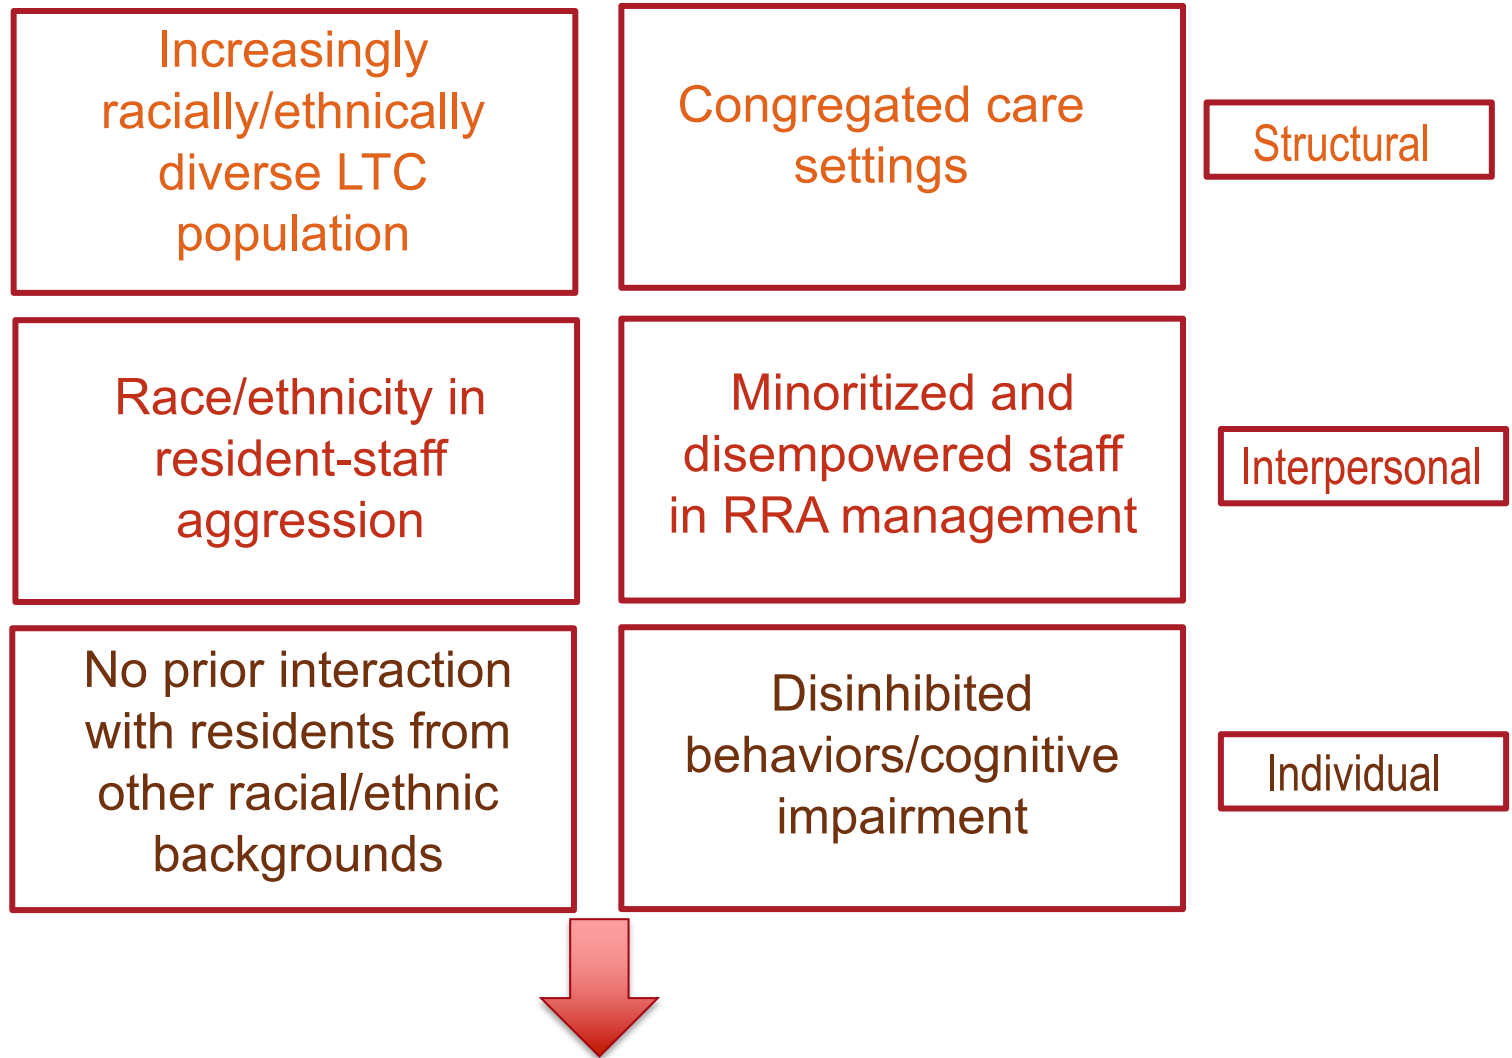 Increasingly
racially/ethnically
diverse LTC
population
Congregated care
settings
Structural
Race/ethnicity in
resident-staff
aggression
Minoritized and
disempowered staff
in RRA management
Interpersonal
No prior interaction
with residents from
other racial/ethnic
backgrounds
Disinhibited
behaviors/cognitive
impairment
Individual